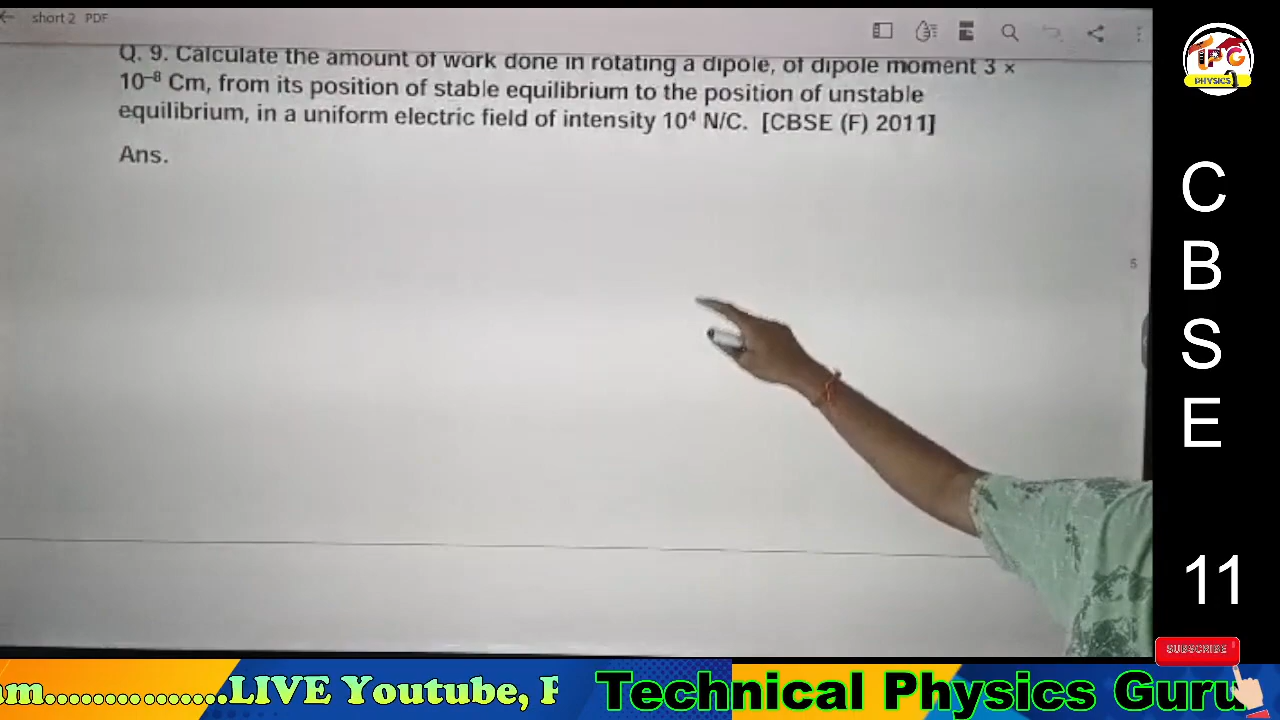 short 2 PDF
Q. 9. Calculate the amount of work done in rotating a dipole, of dipole moment 3 ×
10⁻⁸ Cm, from its position of stable equilibrium to the position of unstable
equilibrium, in a uniform electric field of intensity 10⁴ N/C. [CBSE (F) 2011]
Ans.
5
TPG
PHYSICS
C
B
S
E
11
SUBSCRIBE
am..............LIVE Youtube, F
Technical Physics Guru